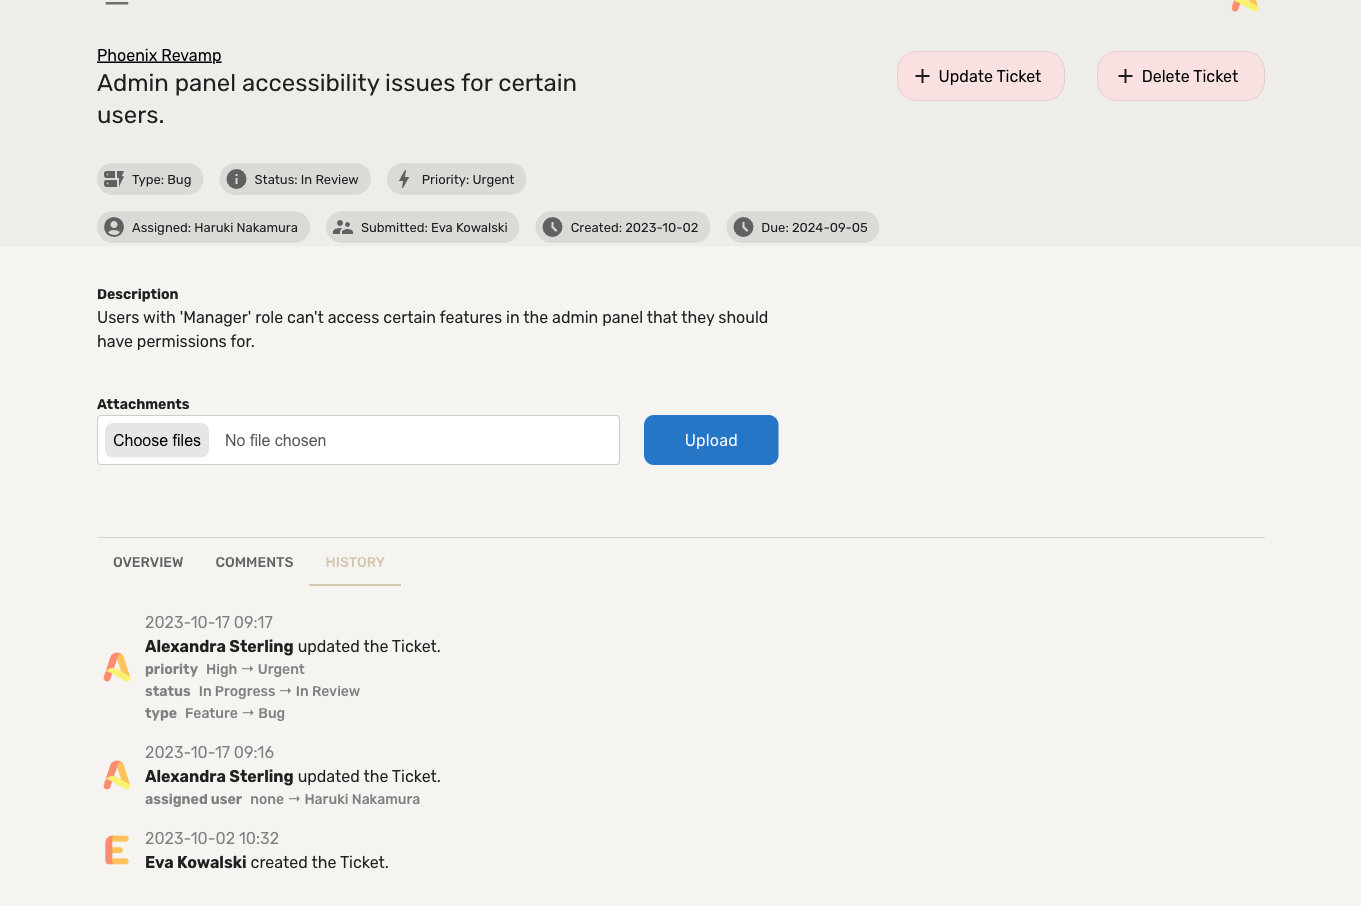 Phoenix Revamp
Admin panel accessibility issues for certain
users.
Update Ticket
Delete Ticket
Type: Bug
Status: In Review
Priority: Urgent
Assigned: Haruki Nakamura
Submitted: Eva Kowalski
Created: 2023-10-02
Due: 2024-09-05
Description
Users with 'Manager' role can't access certain features in the admin panel that they should
have permissions for.
Attachments
Choose files No file chosen
Upload
OVERVIEW
COMMENTS
HISTORY
2023-10-17 09:17
Alexandra Sterling updated the Ticket.
priority High → Urgent
status In Progress → In Review
type Feature → Bug
2023-10-17 09:16
Alexandra Sterling updated the Ticket.
assigned user none → Haruki Nakamura
2023-10-02 10:32
Eva Kowalski created the Ticket.